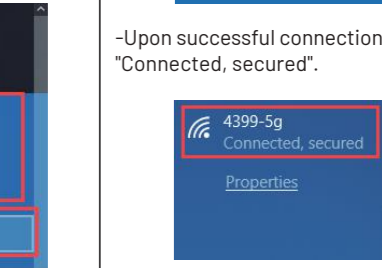 -Upon successful connection
"Connected, secured".
4399-5g
Connected, secured
Properties